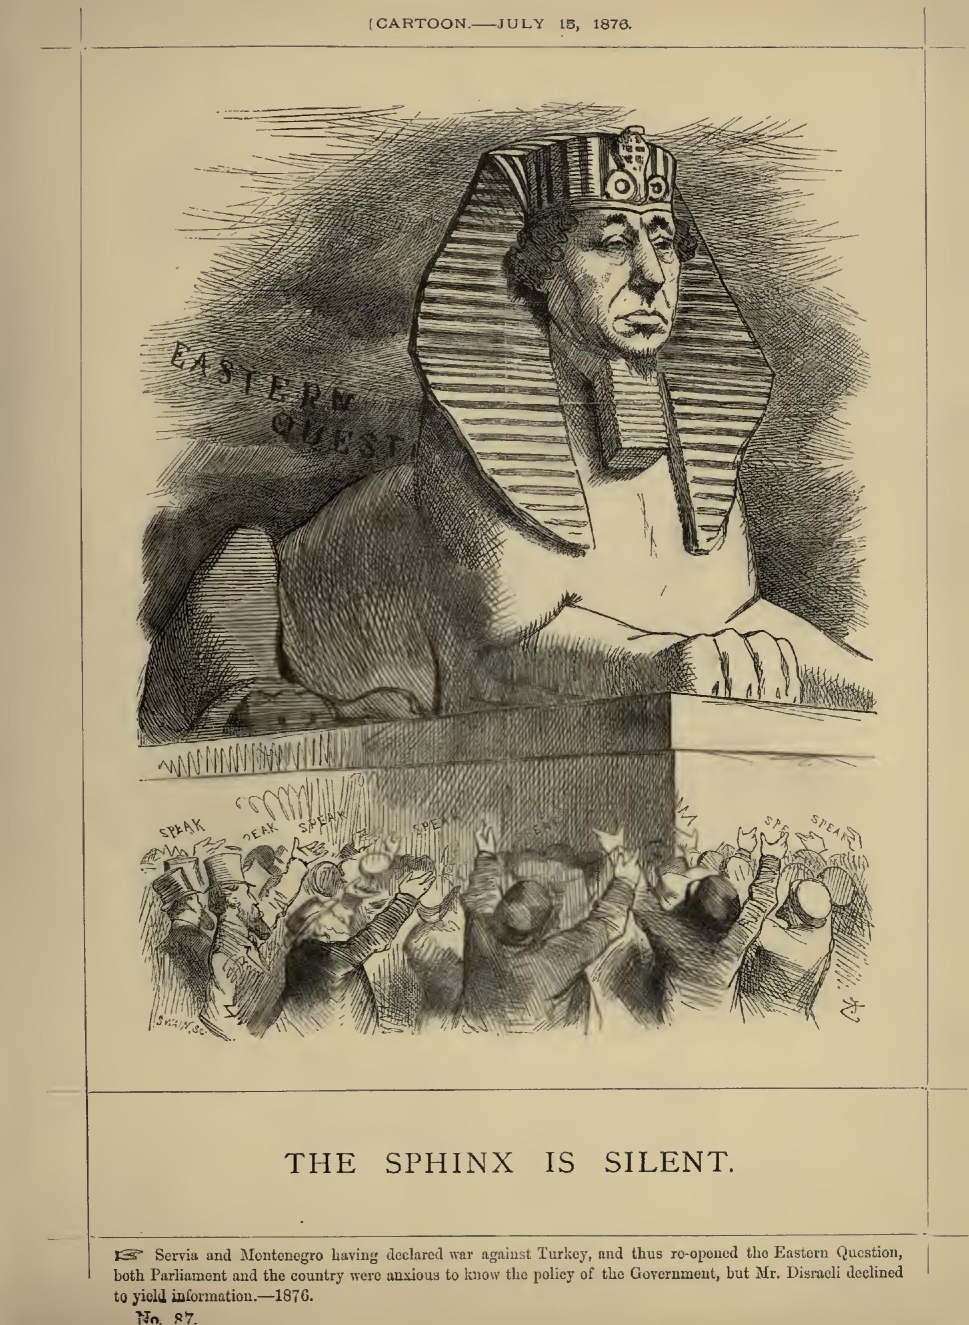 [CARTOON.—JULY 15, 1876.
EASTERN
QUEST
SPEAK
PEAK
SPEAK
SPEAK
SPE
SPEAK
SWAIN. SC.
THE SPHINX IS SILENT.
☞ Servia and Montenegro having declared war against Turkey, and thus re-opened the Eastern Question,
both Parliament and the country were anxious to know the policy of the Government, but Mr. Disraeli declined
to yield information.—1876.
No. 87.